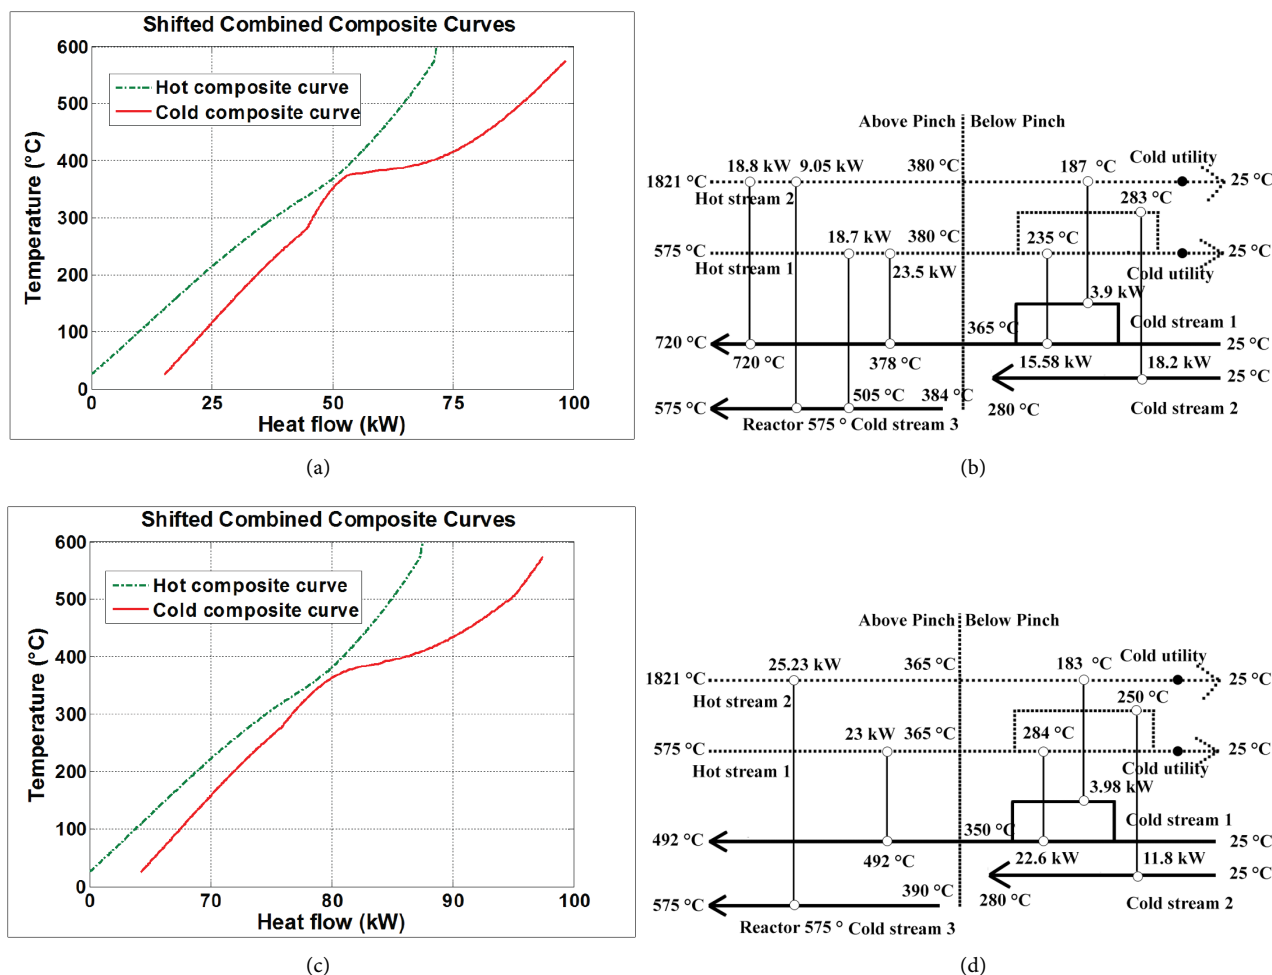 Shifted Combined Composite Curves
600
500
400
300
200
100
0
Temperature (°C)
Hot composite curve
Cold composite curve
0 25 50 75 100
Heat flow (kW)
(a)
Above Pinch Below Pinch
18.8 kW 9.05 kW 380 °C 187 °C Cold utility
1821 °C 25 °C
Hot stream 2 283 °C
18.7 kW 380 °C 235 °C
575 °C 25 °C
Hot stream 1 23.5 kW Cold utility
3.9 kW
365 °C Cold stream 1
720 °C 25 °C
720 °C 378 °C 15.58 kW 18.2 kW
25 °C
505 °C 384 °C 280 °C Cold stream 2
575 °C
Reactor 575 ° Cold stream 3
(b)
Shifted Combined Composite Curves
600
500
400
300
200
100
0
Temperature (°C)
Hot composite curve
Cold composite curve
0 70 80 90 100
Heat flow (kW)
(c)
Above Pinch Below Pinch
25.23 kW 365 °C 183 °C Cold utility
1821 °C 25 °C
Hot stream 2 250 °C
23 kW 365 °C 284 °C
575 °C 25 °C
Hot stream 1 Cold utility
3.98 kW
350 °C Cold stream 1
492 °C 25 °C
492 °C 22.6 kW 11.8 kW
25 °C
390 °C 280 °C Cold stream 2
575 °C
Reactor 575 ° Cold stream 3
(d)